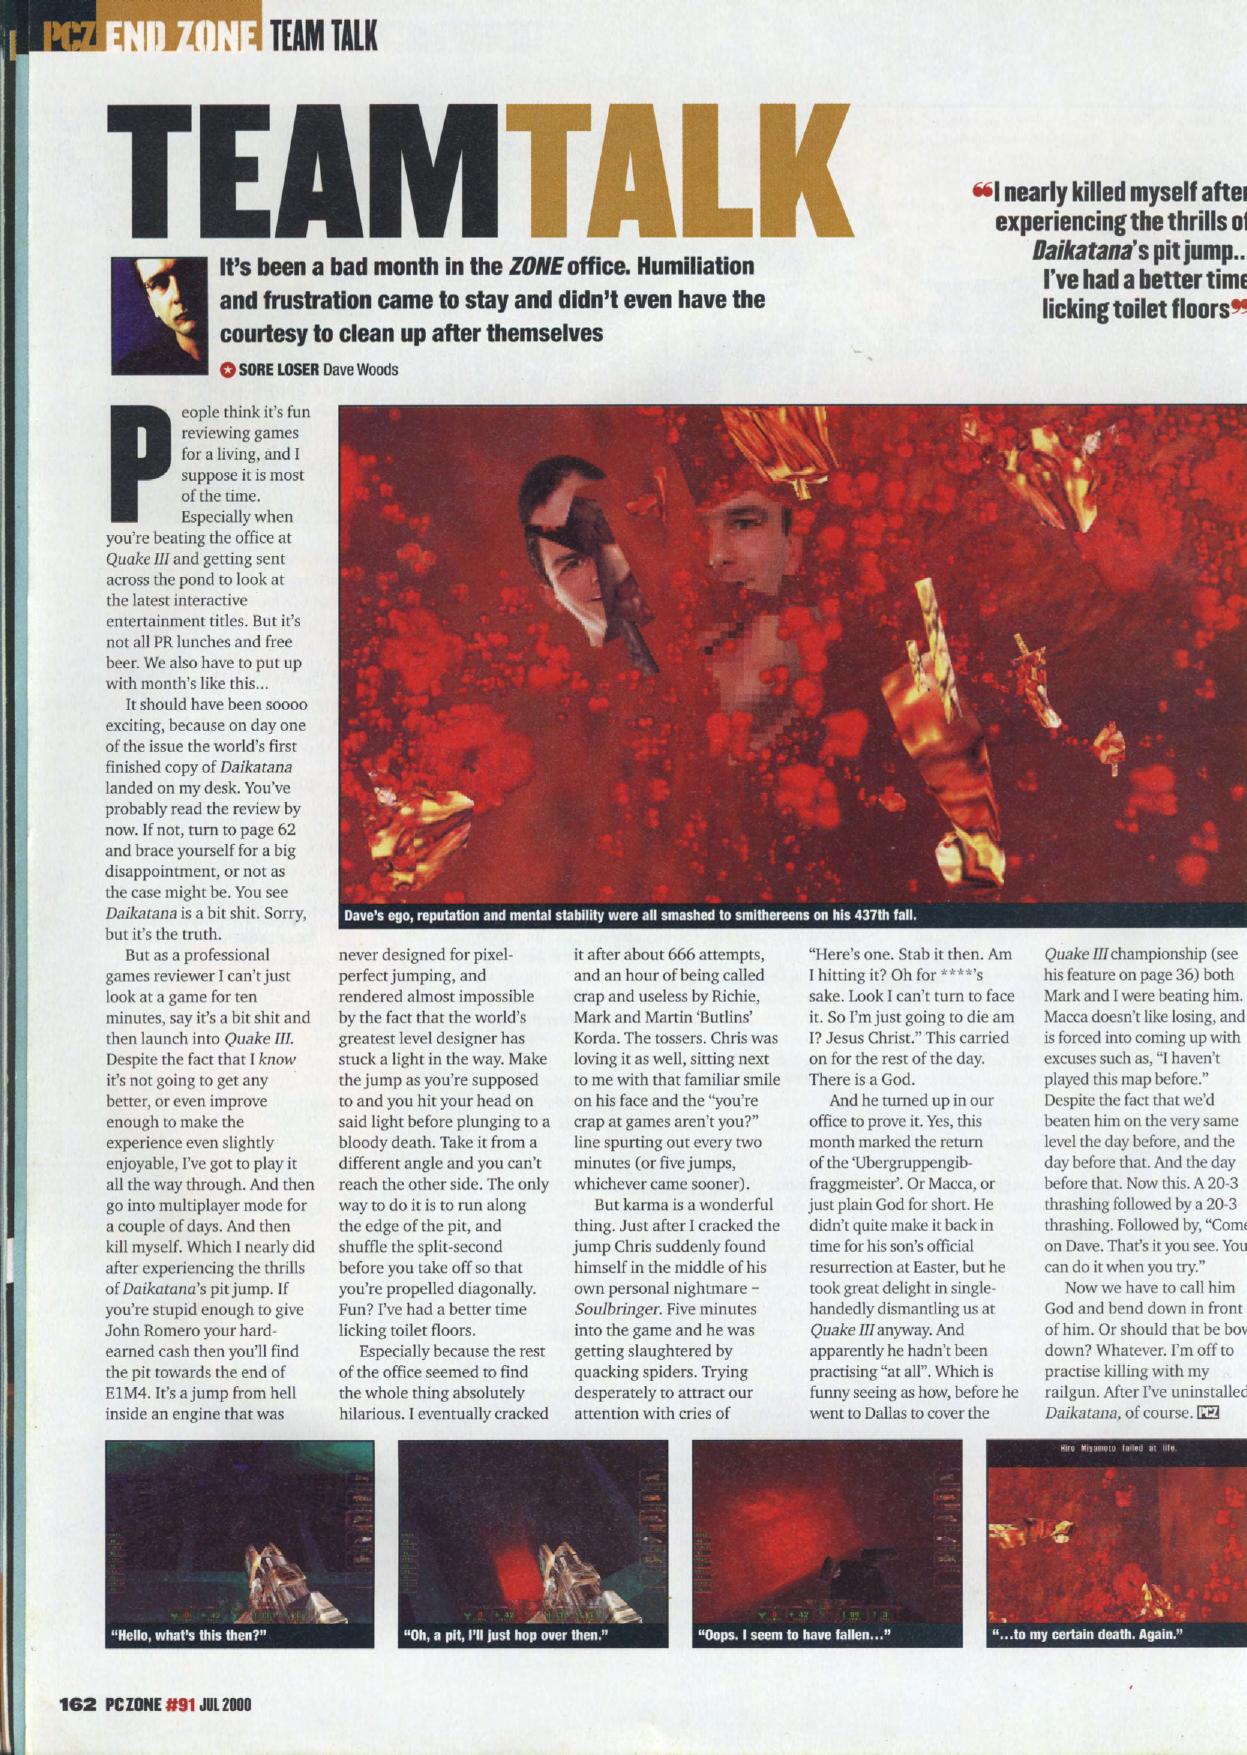 PCZ END ZONE TEAM TALK
TEAMTALK
“I nearly killed myself after
experiencing the thrills of
Daikatana's pit jump...
I've had a better time
licking toilet floors”
It's been a bad month in the ZONE office. Humiliation
and frustration came to stay and didn't even have the
courtesy to clean up after themselves
SORE LOSER Dave Woods
People think it's fun
reviewing games
for a living, and I
suppose it is most
of the time.
Especially when
you're beating the office at
Quake III and getting sent
across the pond to look at
the latest interactive
entertainment titles. But it's
not all PR lunches and free
beer. We also have to put up
with month's like this...
It should have been soooo
exciting, because on day one
of the issue the world's first
finished copy of Daikatana
landed on my desk. You've
probably read the review by
now. If not, turn to page 62
and brace yourself for a big
disappointment, or not as
the case might be. You see
Daikatana is a bit shit. Sorry,
but it's the truth.
But as a professional
games reviewer I can't just
look at a game for ten
minutes, say it's a bit shit and
then launch into Quake III.
Despite the fact that I know
it's not going to get any
better, or even improve
enough to make the
experience even slightly
enjoyable, I've got to play it
all the way through. And then
go into multiplayer mode for
a couple of days. And then
kill myself. Which I nearly did
after experiencing the thrills
of Daikatana's pit jump. If
you're stupid enough to give
John Romero your hard-
earned cash then you'll find
the pit towards the end of
E1M4. It's a jump from hell
inside an engine that was
Dave's ego, reputation and mental stability were all smashed to smithereens on his 437th fall.
never designed for pixel-
perfect jumping, and
rendered almost impossible
by the fact that the world's
greatest level designer has
stuck a light in the way. Make
the jump as you're supposed
to and you hit your head on
said light before plunging to a
bloody death. Take it from a
different angle and you can't
reach the other side. The only
way to do it is to run along
the edge of the pit, and
shuffle the split-second
before you take off so that
you're propelled diagonally.
Fun? I've had a better time
licking toilet floors.
Especially because the rest
of the office seemed to find
the whole thing absolutely
hilarious. I eventually cracked
it after about 666 attempts,
and an hour of being called
crap and useless by Richie,
Mark and Martin 'Butlins'
Korda. The tossers. Chris was
loving it as well, sitting next
to me with that familiar smile
on his face and the “you're
crap at games aren't you?”
line spurting out every two
minutes (or five jumps,
whichever came sooner).
But karma is a wonderful
thing. Just after I cracked the
jump Chris suddenly found
himself in the middle of his
own personal nightmare –
Soulbringer. Five minutes
into the game and he was
getting slaughtered by
quacking spiders. Trying
desperately to attract our
attention with cries of
“Here's one. Stab it then. Am
I hitting it? Oh for ****'s
sake. Look I can't turn to face
it. So I'm just going to die am
I? Jesus Christ.” This carried
on for the rest of the day.
There is a God.
And he turned up in our
office to prove it. Yes, this
month marked the return
of the 'Ubergruppengib-
fraggmeister'. Or Macca, or
just plain God for short. He
didn't quite make it back in
time for his son's official
resurrection at Easter, but he
took great delight in single-
handedly dismantling us at
Quake III anyway. And
apparently he hadn't been
practising “at all”. Which is
funny seeing as how, before he
went to Dallas to cover the
Quake III championship (see
his feature on page 36) both
Mark and I were beating him.
Macca doesn't like losing, and
is forced into coming up with
excuses such as, “I haven't
played this map before.”
Despite the fact that we'd
beaten him on the very same
level the day before, and the
day before that. And the day
before that. Now this. A 20-3
thrashing followed by a 20-3
thrashing. Followed by, “Come
on Dave. That's it you see. You
can do it when you try.”
Now we have to call him
God and bend down in front
of him. Or should that be bow
down? Whatever. I'm off to
practise killing with my
railgun. After I've uninstalled
Daikatana, of course. PCZ
Hiro Miyamoto failed at life.
“Hello, what's this then?”
“Oh, a pit, I'll just hop over then.”
“Oops. I seem to have fallen...”
“...to my certain death. Again.”
162 PC ZONE #91 JUL 2000